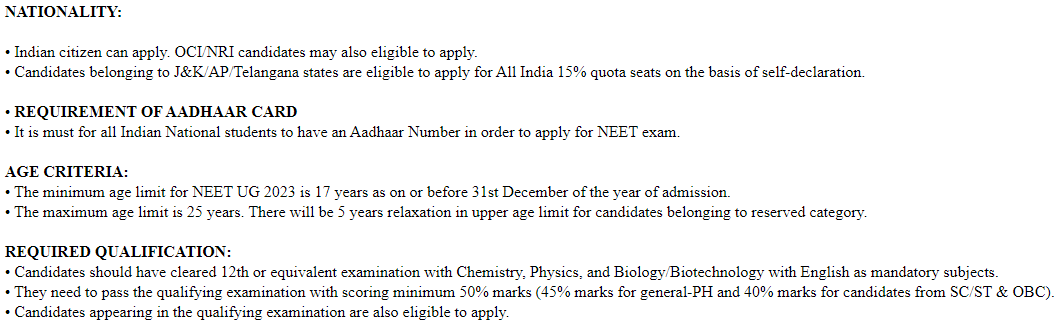 NATIONALITY:
• Indian citizen can apply. OCI/NRI candidates may also eligible to apply.
• Candidates belonging to J&K/AP/Telangana states are eligible to apply for All India 15% quota seats on the basis of self-declaration.
• REQUIREMENT OF AADHAAR CARD
• It is must for all Indian National students to have an Aadhaar Number in order to apply for NEET exam.
AGE CRITERIA:
• The minimum age limit for NEET UG 2023 is 17 years as on or before 31st December of the year of admission.
• The maximum age limit is 25 years. There will be 5 years relaxation in upper age limit for candidates belonging to reserved category.
REQUIRED QUALIFICATION:
• Candidates should have cleared 12th or equivalent examination with Chemistry, Physics, and Biology/Biotechnology with English as mandatory subjects.
• They need to pass the qualifying examination with scoring minimum 50% marks (45% marks for general-PH and 40% marks for candidates from SC/ST & OBC).
• Candidates appearing in the qualifying examination are also eligible to apply.